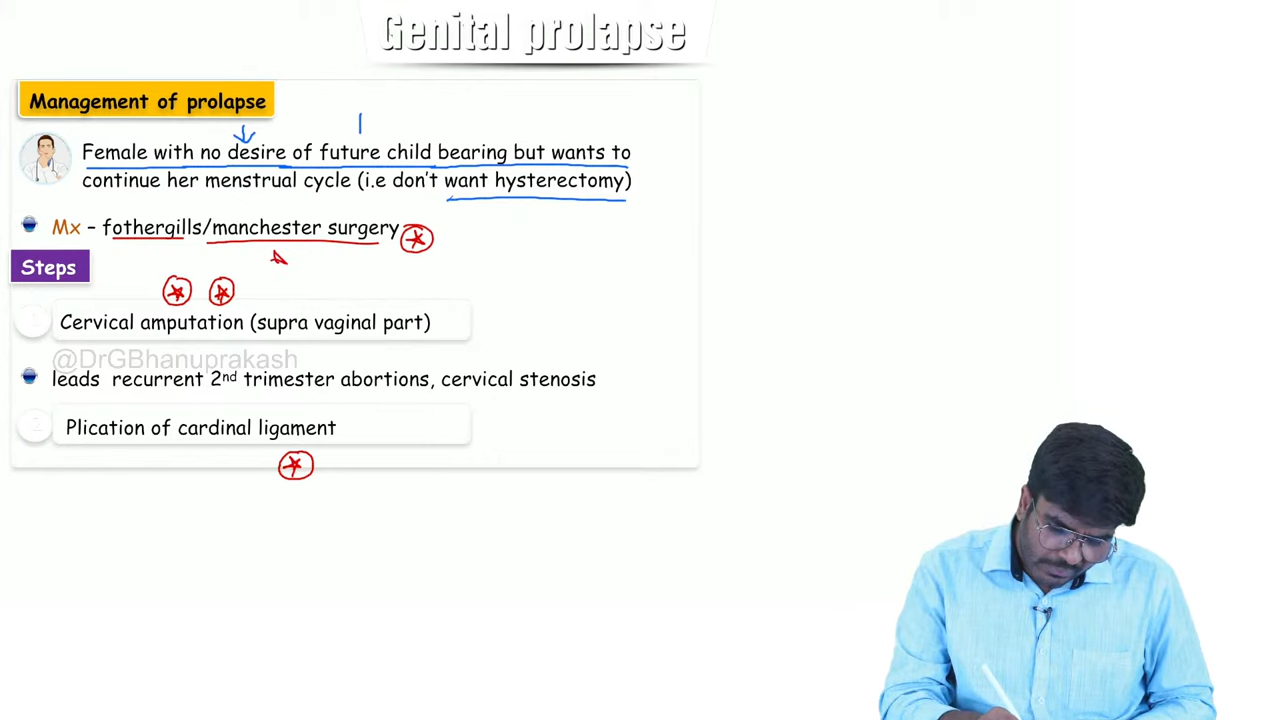 Genital prolapse
Management of prolapse
Female with no desire of future child bearing but wants to
continue her menstrual cycle (i.e don't want hysterectomy)
Mx – fothergills/manchester surgery
Steps
1
Cervical amputation (supra vaginal part)
@DrGBhanuprakash
leads recurrent 2nd trimester abortions, cervical stenosis
2
Plication of cardinal ligament